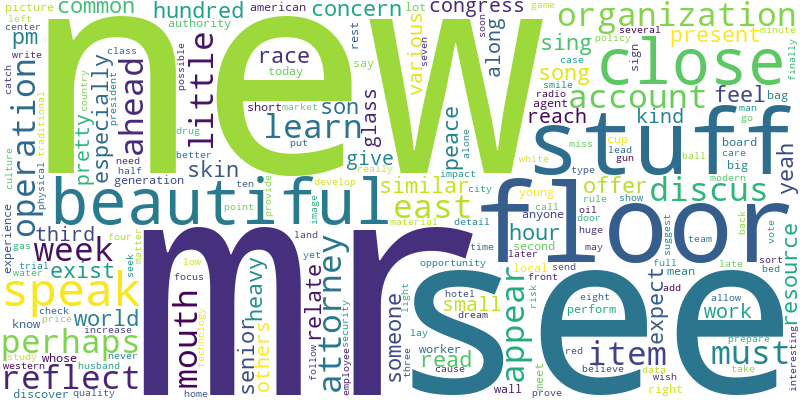 new
mr
see
floor
stuff
beautiful
close
speak
organization
little
operation
ahead
week
perhaps
reflect
mouth
attorney
appear
item
must
discus
account
east
learn
pm
common
hundred
concern
congress
authority
american
picture
left
center
write
catch
class
possible
especially
pretty
country
president
traditional
culture
physical
race
today
short
market
son
rest
say
lot
seven
soon
game
various
along
glass
peace
give
skin
drug
better
put
need
half
generation
ten
third
exist
world
experience
gas
water
trial
four
seek
matter
know
check
price
increase
study
whose
never
western
husband
discover
quality
home
technology
low
focus
senior
others
heavy
relate
land
yet
follow
employee
security
three
light
image
develop
provide
point
really
material
similar
impact
alone
white
city
detail
time
opportunity
hour
second
later
local
front
send
young
call
anyone
offer
rule
door
oil
huge
may
show
suggest
team
back
vote
modern
resource
yeah
big
kind
feel
reach
song
sing
present
several
policy
minute
finally
sign
case
smile
radio
agent
bag
man
go
cup
lead
gun
board
care
ball
miss
type
full
mean
late
sort
bed
expect
add
allow
work
prepare
take
interesting
data
wish
right
believe
red
eight
perform
small
hotel
dream
risk
read
worker
cause
lay
someone
wall
meet
prove